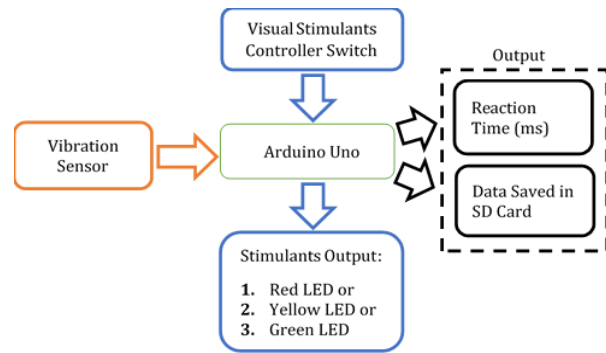 Visual Stimulants
Controller Switch
Output
Vibration
Sensor
Arduino Uno
Reaction
Time (ms)
Data Saved in
SD Card
Stimulants Output:
1. Red LED or
2. Yellow LED or
3. Green LED